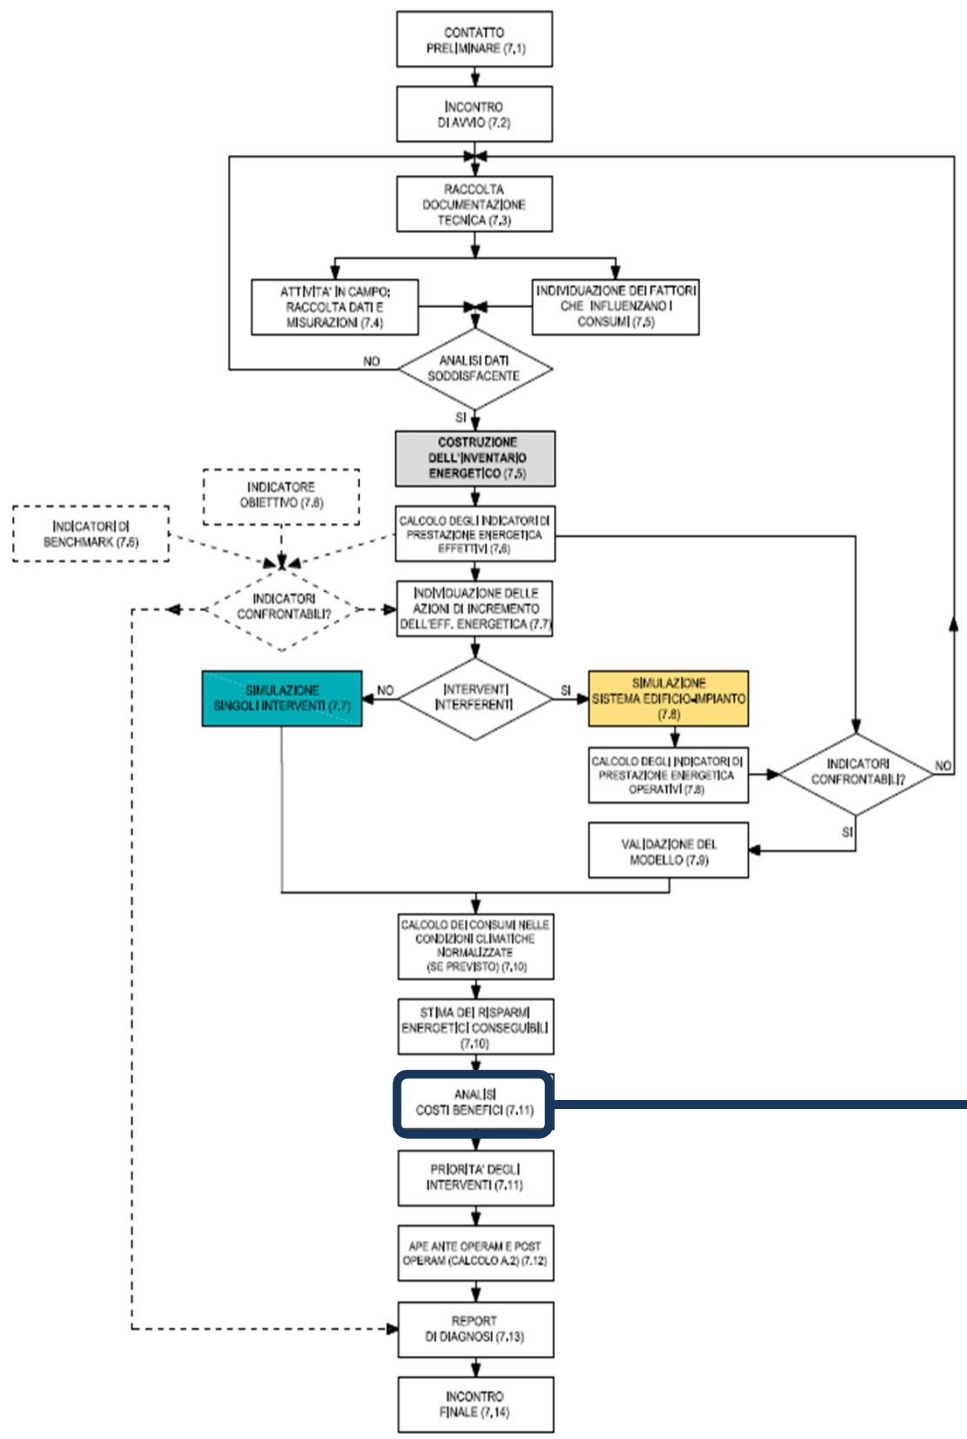 CONTATTO
PRELIMINARE (7.1)
INCONTRO
DI AVVIO (7.2)
RACCOLTA
DOCUMENTAZIONE
TECNICA (7.3)
ATTIVITA' IN CAMPO:
RACCOLTA DATI E
MISURAZIONI (7.4)
INDIVIDUAZIONE DEI FATTORI
CHE INFLUENZANO I
CONSUMI (7.5)
NO
ANALISI DATI
SODDISFACENTE
SI
COSTRUZIONE
DELL'INVENTARIO
ENERGETICO (7.5)
INDICATORE
OBIETTIVO (7.6)
INDICATORI DI
BENCHMARK (7.6)
CALCOLO DEGLI INDICATORI DI
PRESTAZIONE ENERGETICA
EFFETTIVI (7.6)
INDICATORI
CONFRONTABILI?
INDIVIDUAZIONE DELLE
AZIONI DI INCREMENTO
DELL'EFF. ENERGETICA (7.7)
SIMULAZIONE
SINGOLI INTERVENTI (7.7)
NO
INTERVENTI
INTERFERENTI
SI
SIMULAZIONE
SISTEMA EDIFICIO-IMPIANTO
(7.8)
CALCOLO DEGLI INDICATORI DI
PRESTAZIONE ENERGETICA
OPERATIVI (7.8)
INDICATORI
CONFRONTABILI?
NO
SI
VALIDAZIONE DEL
MODELLO (7.9)
CALCOLO DEI CONSUMI NELLE
CONDIZIONI CLIMATICHE
NORMALIZZATE
(SE PREVISTO) (7.10)
STIMA DEI RISPARMI
ENERGETICI CONSEGUIBILI
(7.10)
ANALISI
COSTI BENEFICI (7.11)
PRIORITA' DEGLI
INTERVENTI (7.11)
APE ANTE OPERAM E POST
OPERAM (CALCOLO A.2) (7.12)
REPORT
DI DIAGNOSI (7.13)
INCONTRO
FINALE (7.14)